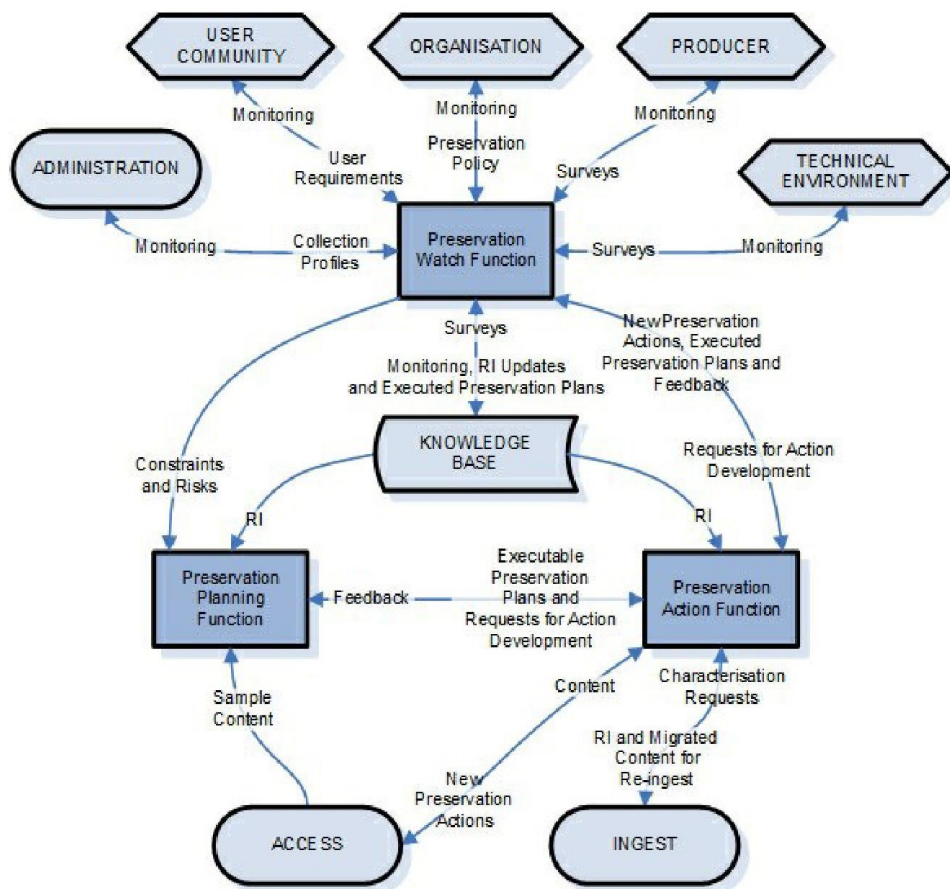 USER
COMMUNITY
ORGANISATION
PRODUCER
Monitoring
Monitoring
Monitoring
ADMINISTRATION
User
Requirements
Preservation
Policy
Surveys
TECHNICAL
ENVIRONMENT
Monitoring
Collection
Profiles
Preservation
Watch Function
Surveys
Monitoring
Surveys
Monitoring, RI Updates
and Executed Preservation Plans
New Preservation
Actions, Executed
Preservation Plans and
Feedback
KNOWLEDGE
BASE
Constraints
and Risks
Requests for Action
Development
RI
RI
Preservation
Planning
Function
Feedback
Executable
Preservation
Plans and
Requests for Action
Development
Preservation
Action Function
Sample
Content
Content
Characterisation
Requests
RI and Migrated
Content for
Re-ingest
New
Preservation
Actions
ACCESS
INGEST